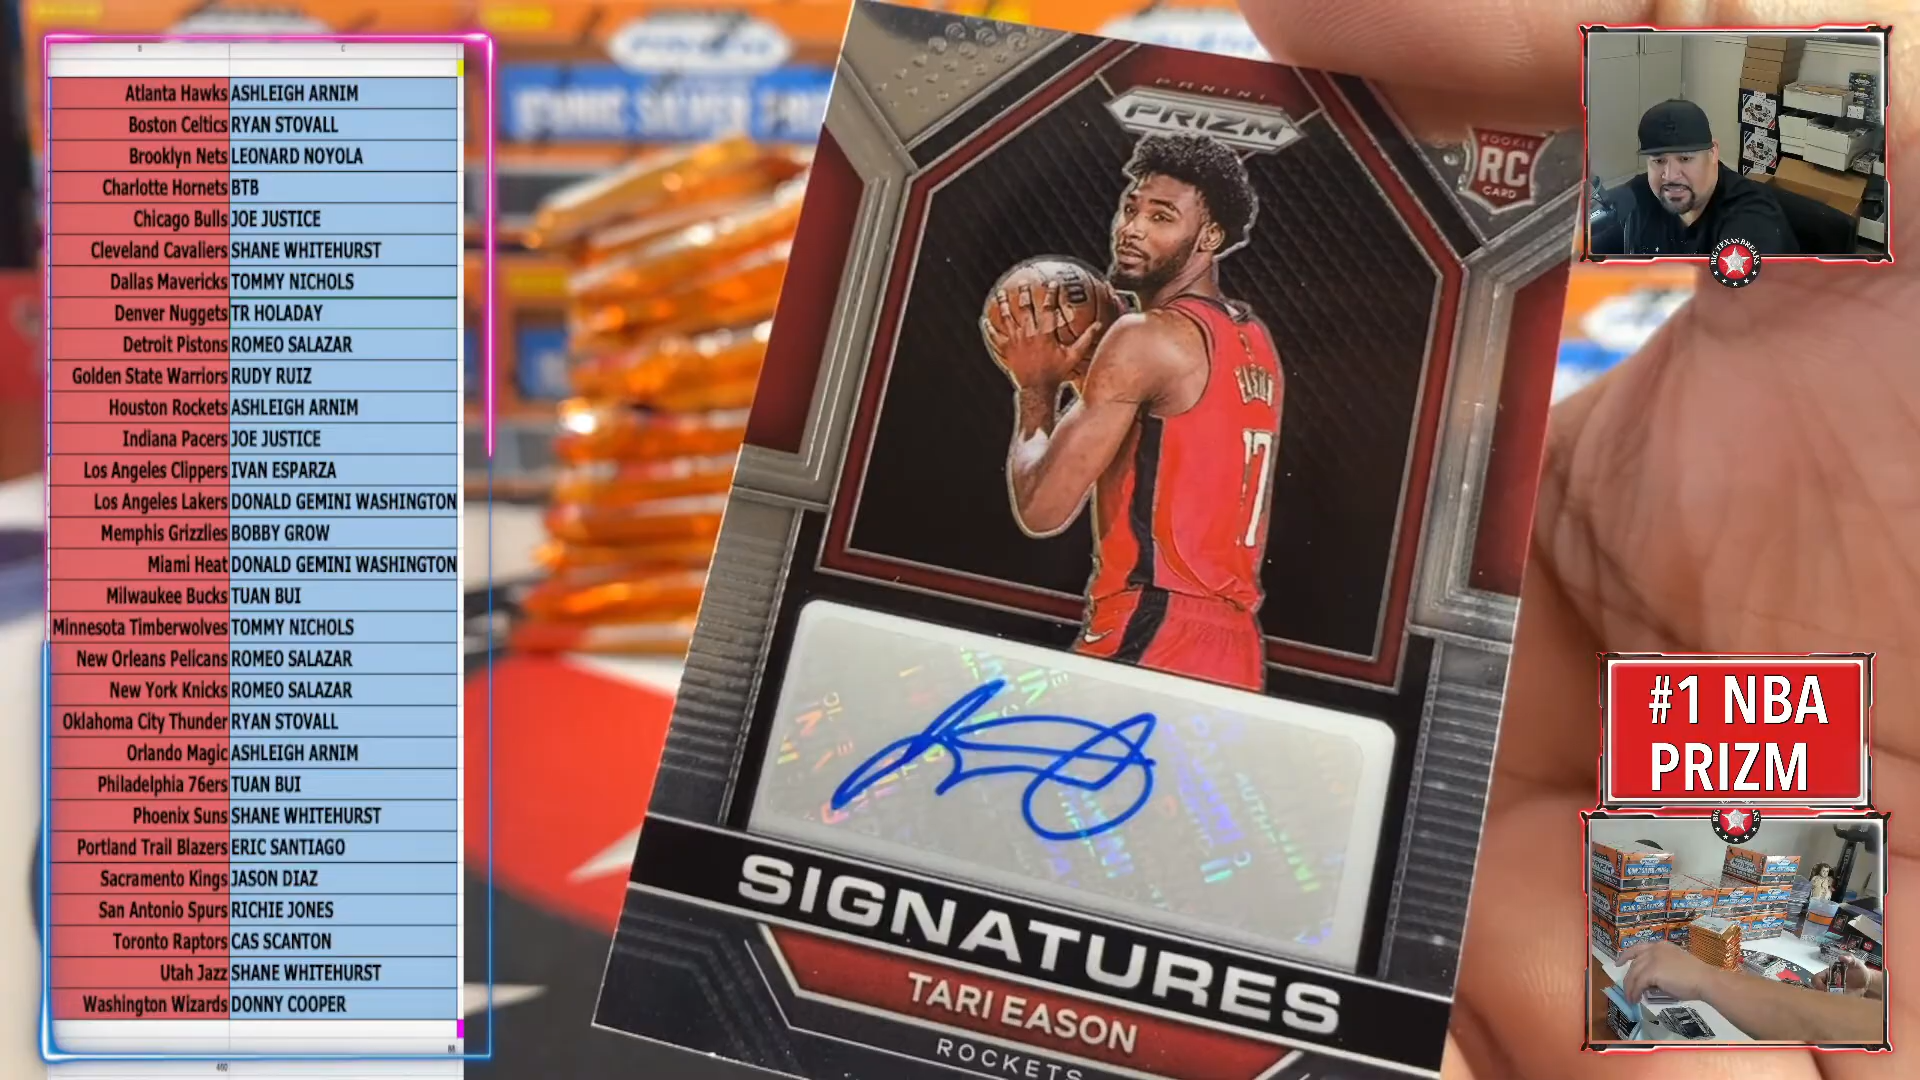 B C
Atlanta Hawks ASHLEIGH ARNIM
Boston Celtics RYAN STOVALL
Brooklyn Nets LEONARD NOYOLA
Charlotte Hornets BTB
Chicago Bulls JOE JUSTICE
Cleveland Cavaliers SHANE WHITEHURST
Dallas Mavericks TOMMY NICHOLS
Denver Nuggets TR HOLADAY
Detroit Pistons ROMEO SALAZAR
Golden State Warriors RUDY RUIZ
Houston Rockets ASHLEIGH ARNIM
Indiana Pacers JOE JUSTICE
Los Angeles Clippers IVAN ESPARZA
Los Angeles Lakers DONALD GEMINI WASHINGTON
Memphis Grizzlies BOBBY GROW
Miami Heat DONALD GEMINI WASHINGTON
Milwaukee Bucks TUAN BUI
Minnesota Timberwolves TOMMY NICHOLS
New Orleans Pelicans ROMEO SALAZAR
New York Knicks ROMEO SALAZAR
Oklahoma City Thunder RYAN STOVALL
Orlando Magic ASHLEIGH ARNIM
Philadelphia 76ers TUAN BUI
Phoenix Suns SHANE WHITEHURST
Portland Trail Blazers ERIC SANTIAGO
Sacramento Kings JASON DIAZ
San Antonio Spurs RICHIE JONES
Toronto Raptors CAS SCANTON
Utah Jazz SHANE WHITEHURST
Washington Wizards DONNY COOPER
460
PANINI
PRIZM
ROOKIE
RC
CARD
EASON
17
SIGNATURES
TARI EASON
ROCKETS
BIG TEXAN BREAKS
#1 NBA
PRIZM